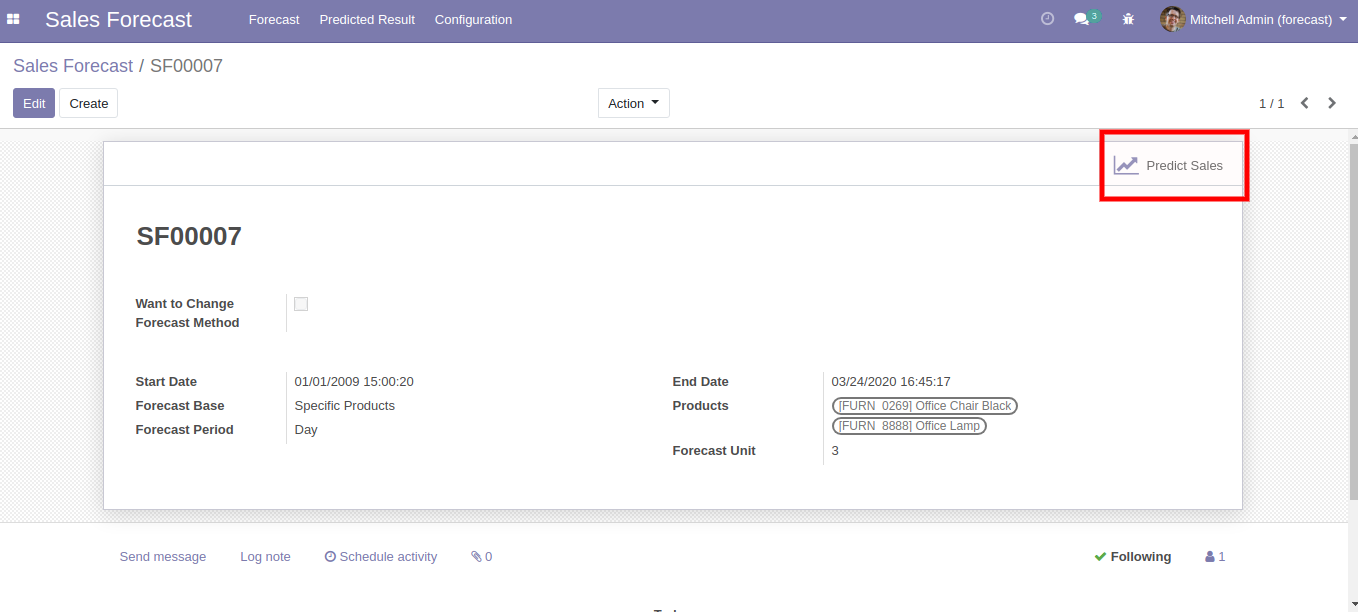 Sales Forecast Forecast Predicted Result Configuration 3 Mitchell Admin (forecast)
Sales Forecast / SF00007
Edit Create Action 1 / 1
Predict Sales
SF00007
Want to Change
Forecast Method
Start Date 01/01/2009 15:00:20 End Date 03/24/2020 16:45:17
Forecast Base Specific Products Products [FURN_0269] Office Chair Black
[FURN_8888] Office Lamp
Forecast Period Day
Forecast Unit 3
Send message Log note Schedule activity 0 Following 1